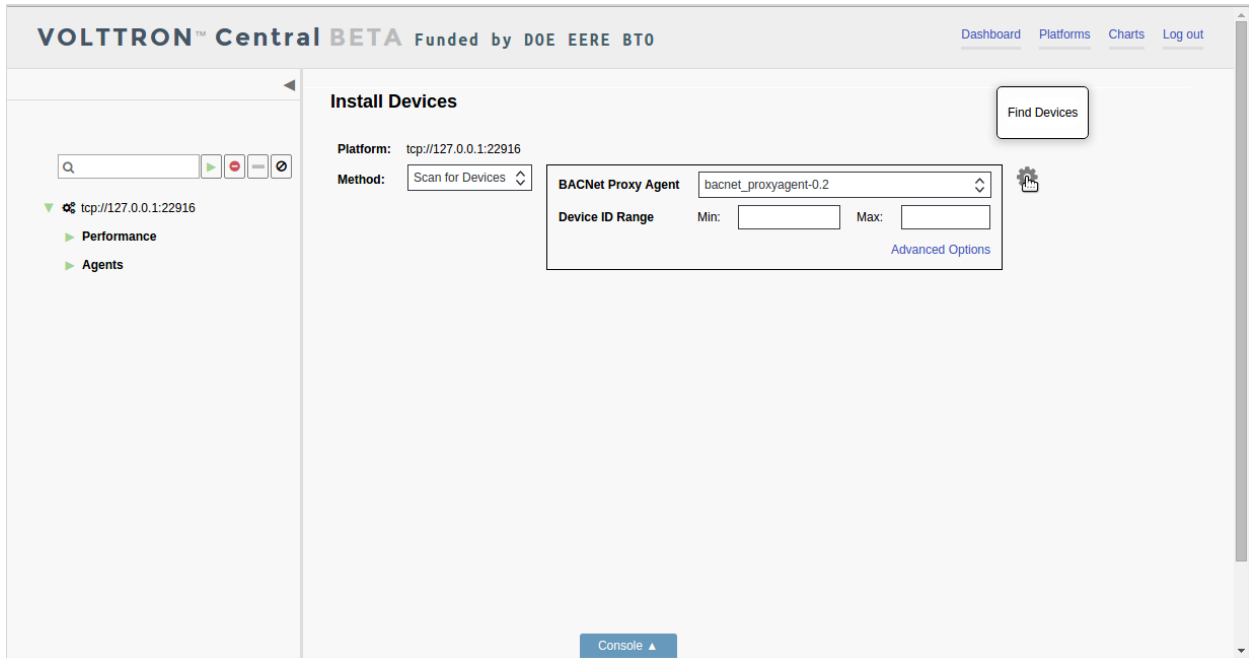 VOLTTRON™ Central BETA Funded by DOE EERE BTO
Dashboard Platforms Charts Log out
Install Devices
Find Devices
Platform: tcp://127.0.0.1:22916
Method: Scan for Devices
BACNet Proxy Agent bacnet_proxyagent-0.2
Device ID Range Min: Max:
Advanced Options
tcp://127.0.0.1:22916
Performance
Agents
Console ▲